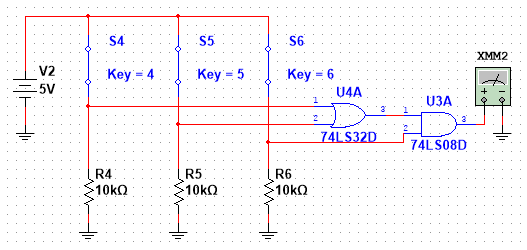 S4 S5 S6
XMM2
V2
5V
Key = 4 Key = 5 Key = 6
U4A
U3A
1
2
3
1
2
3
74LS32D
74LS08D
R4 R5 R6
10kΩ 10kΩ 10kΩ